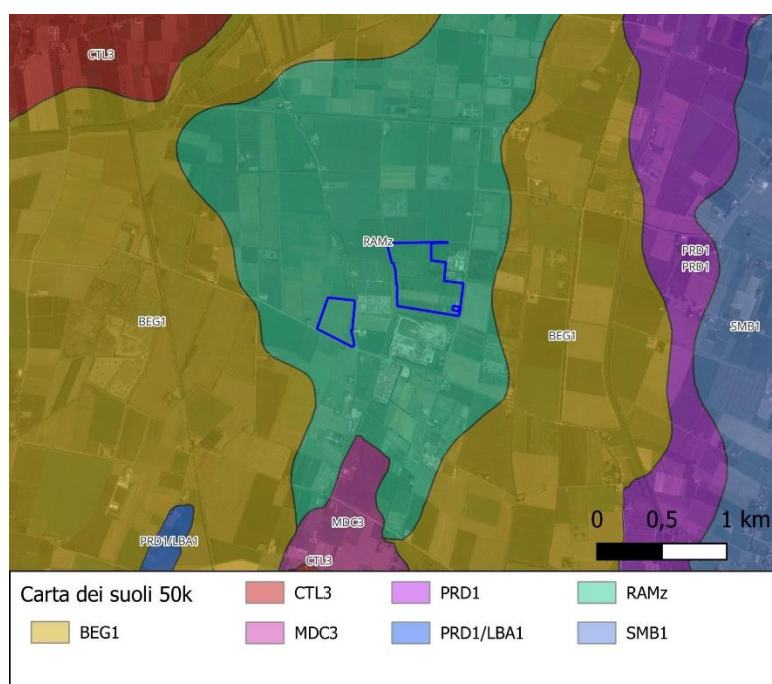 CTL3
RAMz
PRD1
PRD1
BEG1
BEG1
SMB1
MDC3
PRD1/LBA1
CTL3
0 0,5 1 km
Carta dei suoli 50k
CTL3
PRD1
RAMz
BEG1
MDC3
PRD1/LBA1
SMB1